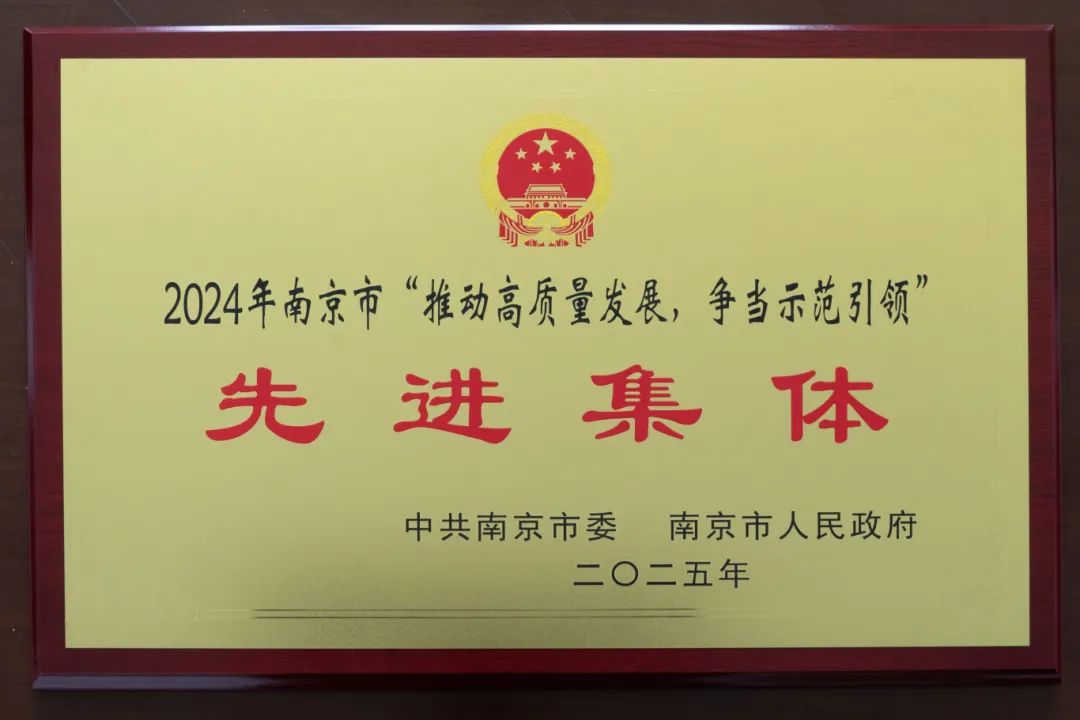 2024年南京市“推动高质量发展，争当示范引领”
先进集体
中共南京市委 南京市人民政府
二〇二五年